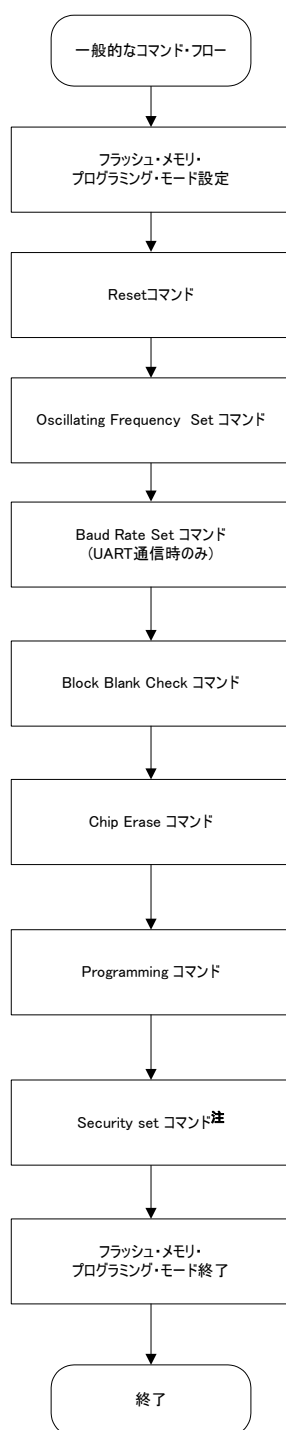 一般的なコマンド・フロー
フラッシュ・メモリ・
プログラミング・モード設定
Resetコマンド
Oscillating Frequency Set コマンド
Baud Rate Set コマンド
(UART通信時のみ)
Block Blank Check コマンド
Chip Erase コマンド
Programming コマンド
Security set コマンド注
フラッシュ・メモリ・
プログラミング・モード終了
終了